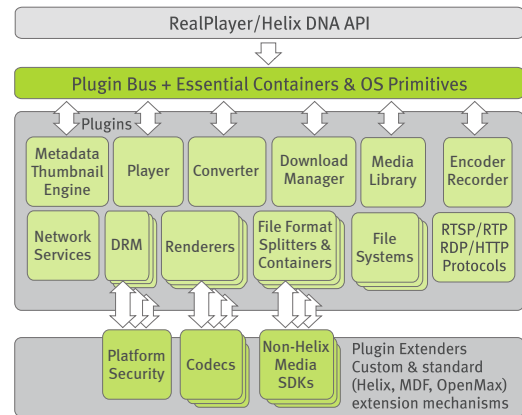 RealPlayer/Helix DNA API
Plugin Bus + Essential Containers & OS Primitives
Plugins
Metadata
Thumbnail
Engine
Player
Converter
Download
Manager
Media
Library
Encoder
Recorder
Network
Services
DRM
Renderers
File Format
Splitters &
Containers
File
Systems
RTSP/RTP
RDP/HTTP
Protocols
Platform
Security
Codecs
Non-Helix
Media
SDKs
Plugin Extenders
Custom & standard
(Helix, MDF, OpenMax)
extension mechanisms